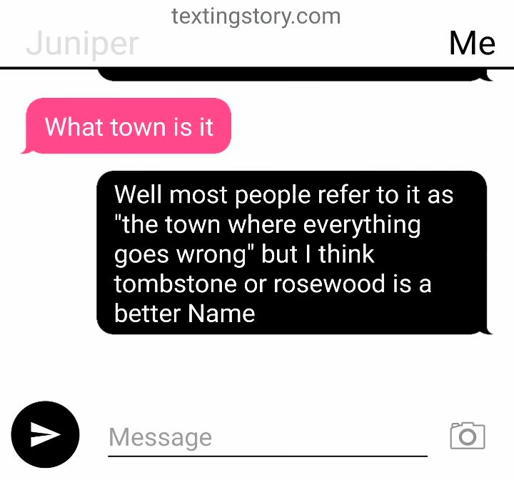 textingstory.com
Juniper
Me
What town is it
Well most people refer to it as
"the town where everything
goes wrong" but I think
tombstone or rosewood is a
better Name
Message